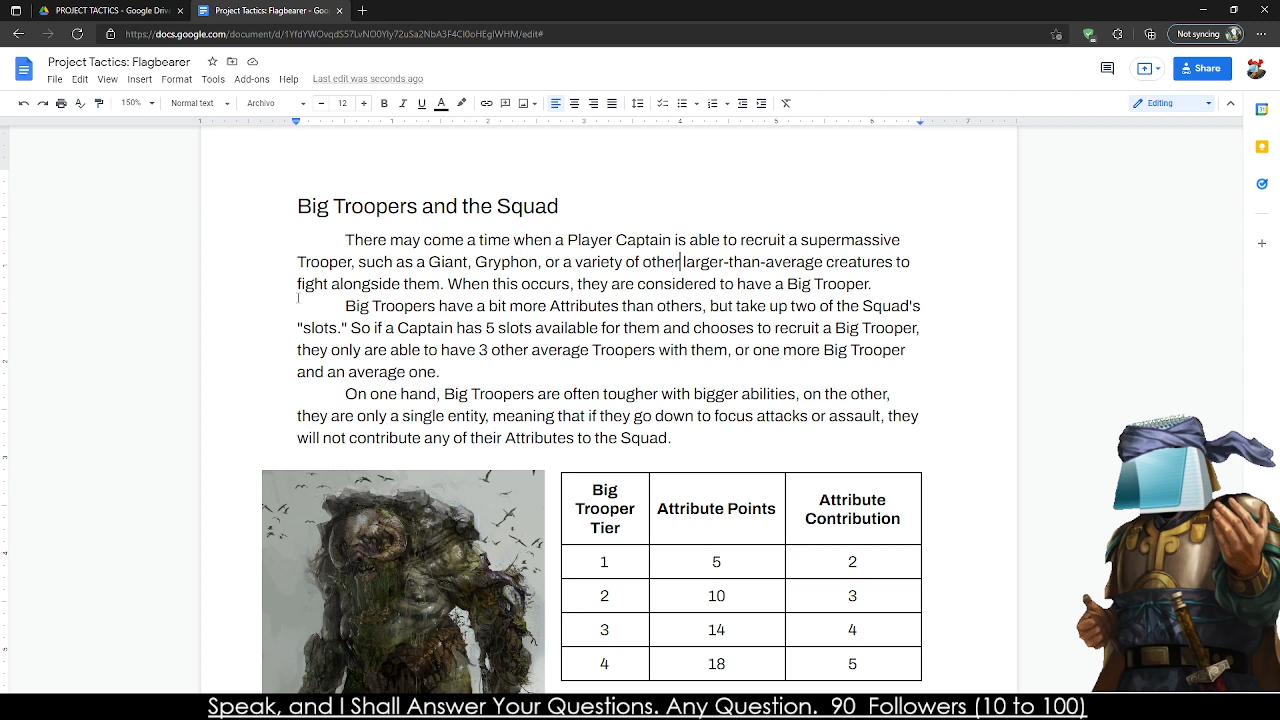 PROJECT TACTICS - Google Driv
Project Tactics: Flagbearer - Goo
Not syncing
Project Tactics: Flagbearer
File Edit View Insert Format Tools Add-ons Help Last edit was seconds ago
Share
150% Normal text Archivo 12 Editing
Big Troopers and the Squad
There may come a time when a Player Captain is able to recruit a supermassive
Trooper, such as a Giant, Gryphon, or a variety of other larger-than-average creatures to
fight alongside them. When this occurs, they are considered to have a Big Trooper.
Big Troopers have a bit more Attributes than others, but take up two of the Squad's
"slots." So if a Captain has 5 slots available for them and chooses to recruit a Big Trooper,
they only are able to have 3 other average Troopers with them, or one more Big Trooper
and an average one.
On one hand, Big Troopers are often tougher with bigger abilities, on the other,
they are only a single entity, meaning that if they go down to focus attacks or assault, they
will not contribute any of their Attributes to the Squad.
Big Trooper Tier Attribute Points Attribute Contribution
1 5 2
2 10 3
3 14 4
4 18 5
Speak, and I Shall Answer Your Questions. Any Question. 90 Followers (10 to 100)